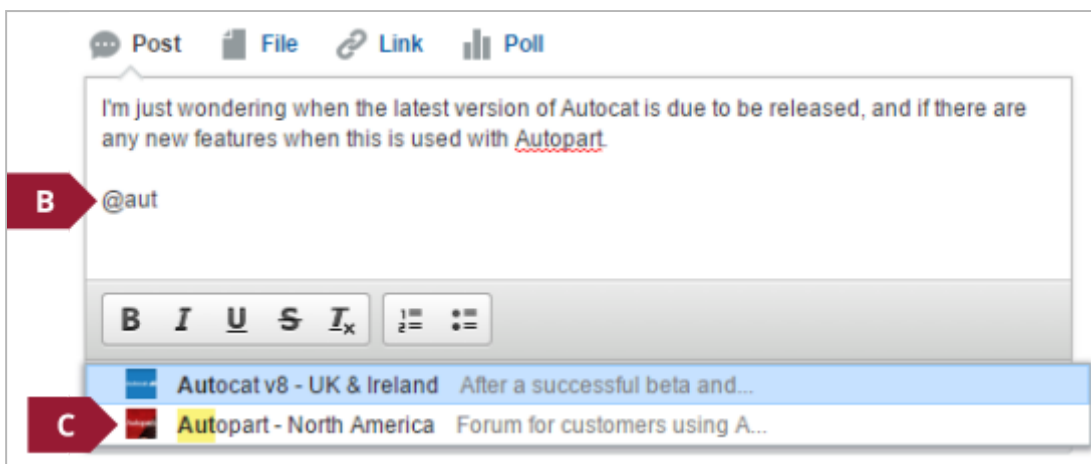 Post File Link Poll
I'm just wondering when the latest version of Autocat is due to be released, and if there are
any new features when this is used with Autopart.
B @aut
B I U S Tx
Autocat v8 - UK & Ireland After a successful beta and...
C Autopart - North America Forum for customers using A...